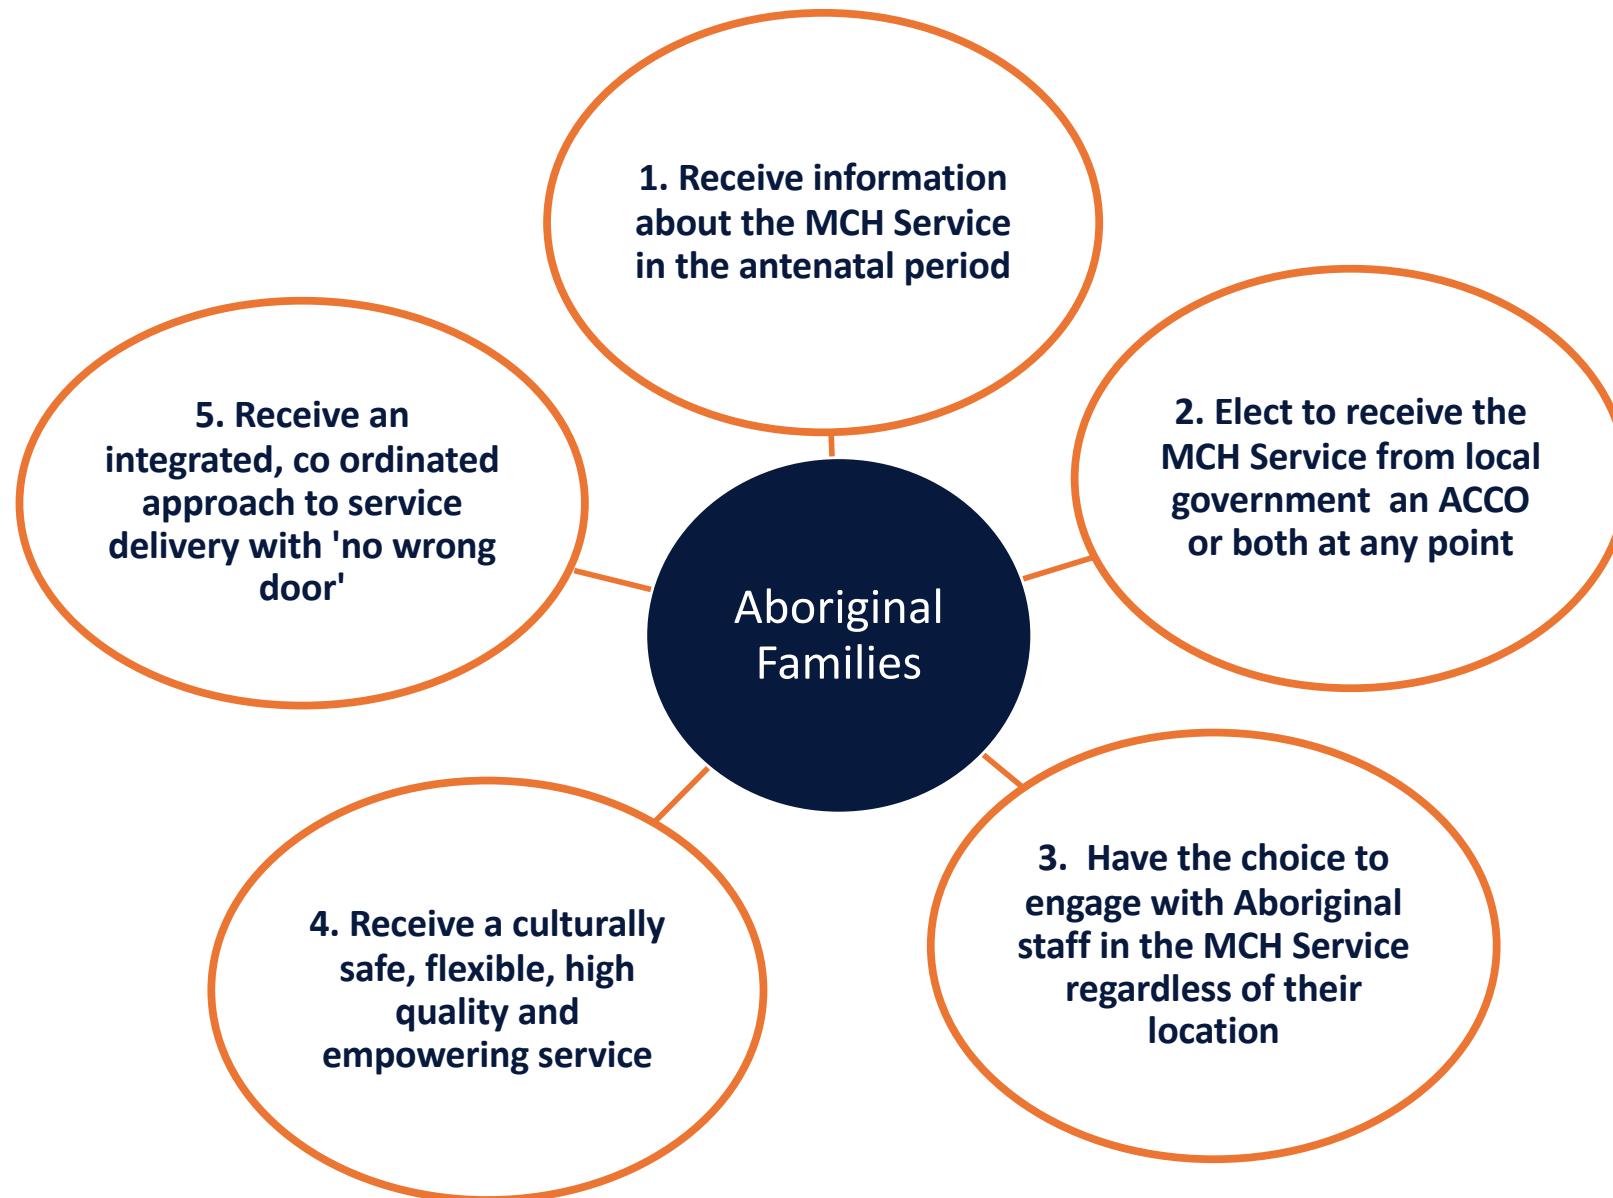 1. Receive information
about the MCH Service
in the antenatal period
2. Elect to receive the
MCH Service from local
government  an ACCO
or both at any point
3.  Have the choice to
engage with Aboriginal
staff in the MCH Service
regardless of their
location
4. Receive a culturally
safe, flexible, high
quality and
empowering service
5. Receive an
integrated, co ordinated
approach to service
delivery with 'no wrong
door'
Aboriginal
Families